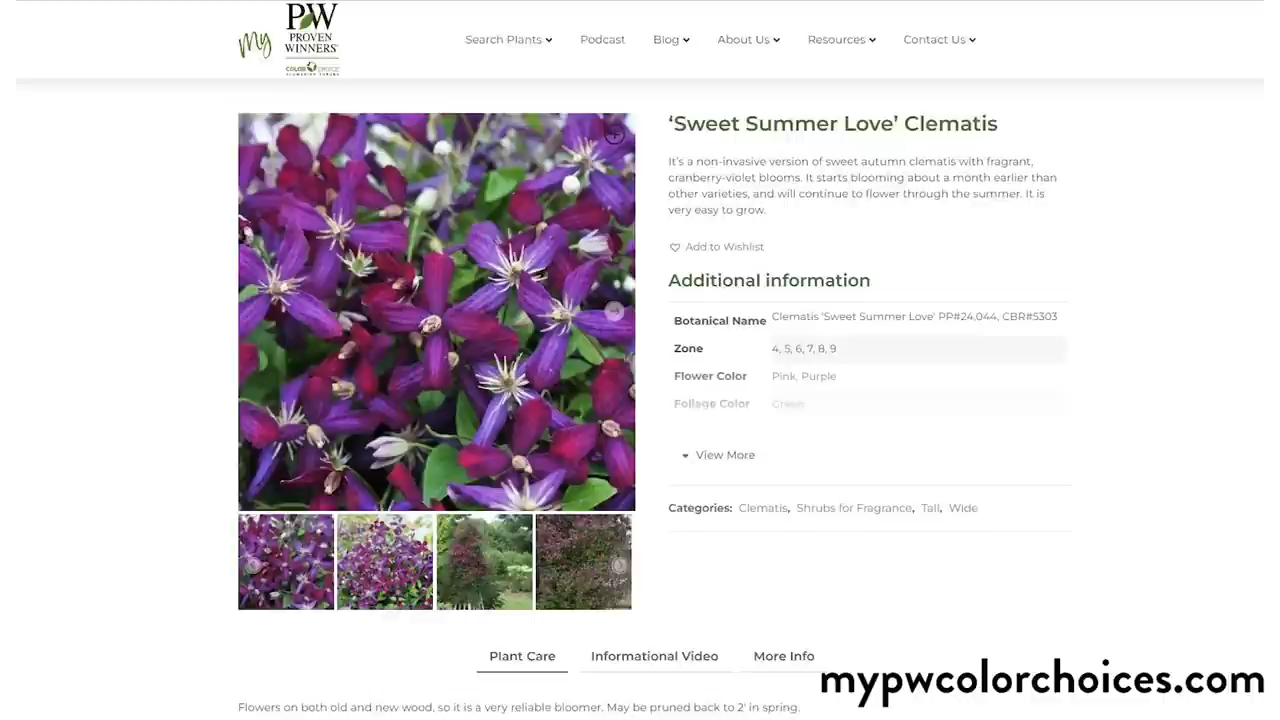 my
PW
PROVEN
WINNERS
COLOR CHOICE
FLOWERING SHRUBS
Search Plants
Podcast
Blog
About Us
Resources
Contact Us
‘Sweet Summer Love’ Clematis
It's a non-invasive version of sweet autumn clematis with fragrant,
cranberry-violet blooms. It starts blooming about a month earlier than
other varieties, and will continue to flower through the summer. It is
very easy to grow.
Add to Wishlist
Additional information
Botanical Name Clematis 'Sweet Summer Love' PP#24,044, CBR#5303
Zone 4, 5, 6, 7, 8, 9
Flower Color Pink, Purple
Foliage Color Green
View More
Categories: Clematis, Shrubs for Fragrance, Tall, Wide
Plant Care
Informational Video
More Info
mypwcolorchoices.com
Flowers on both old and new wood, so it is a very reliable bloomer. May be pruned back to 2' in spring.